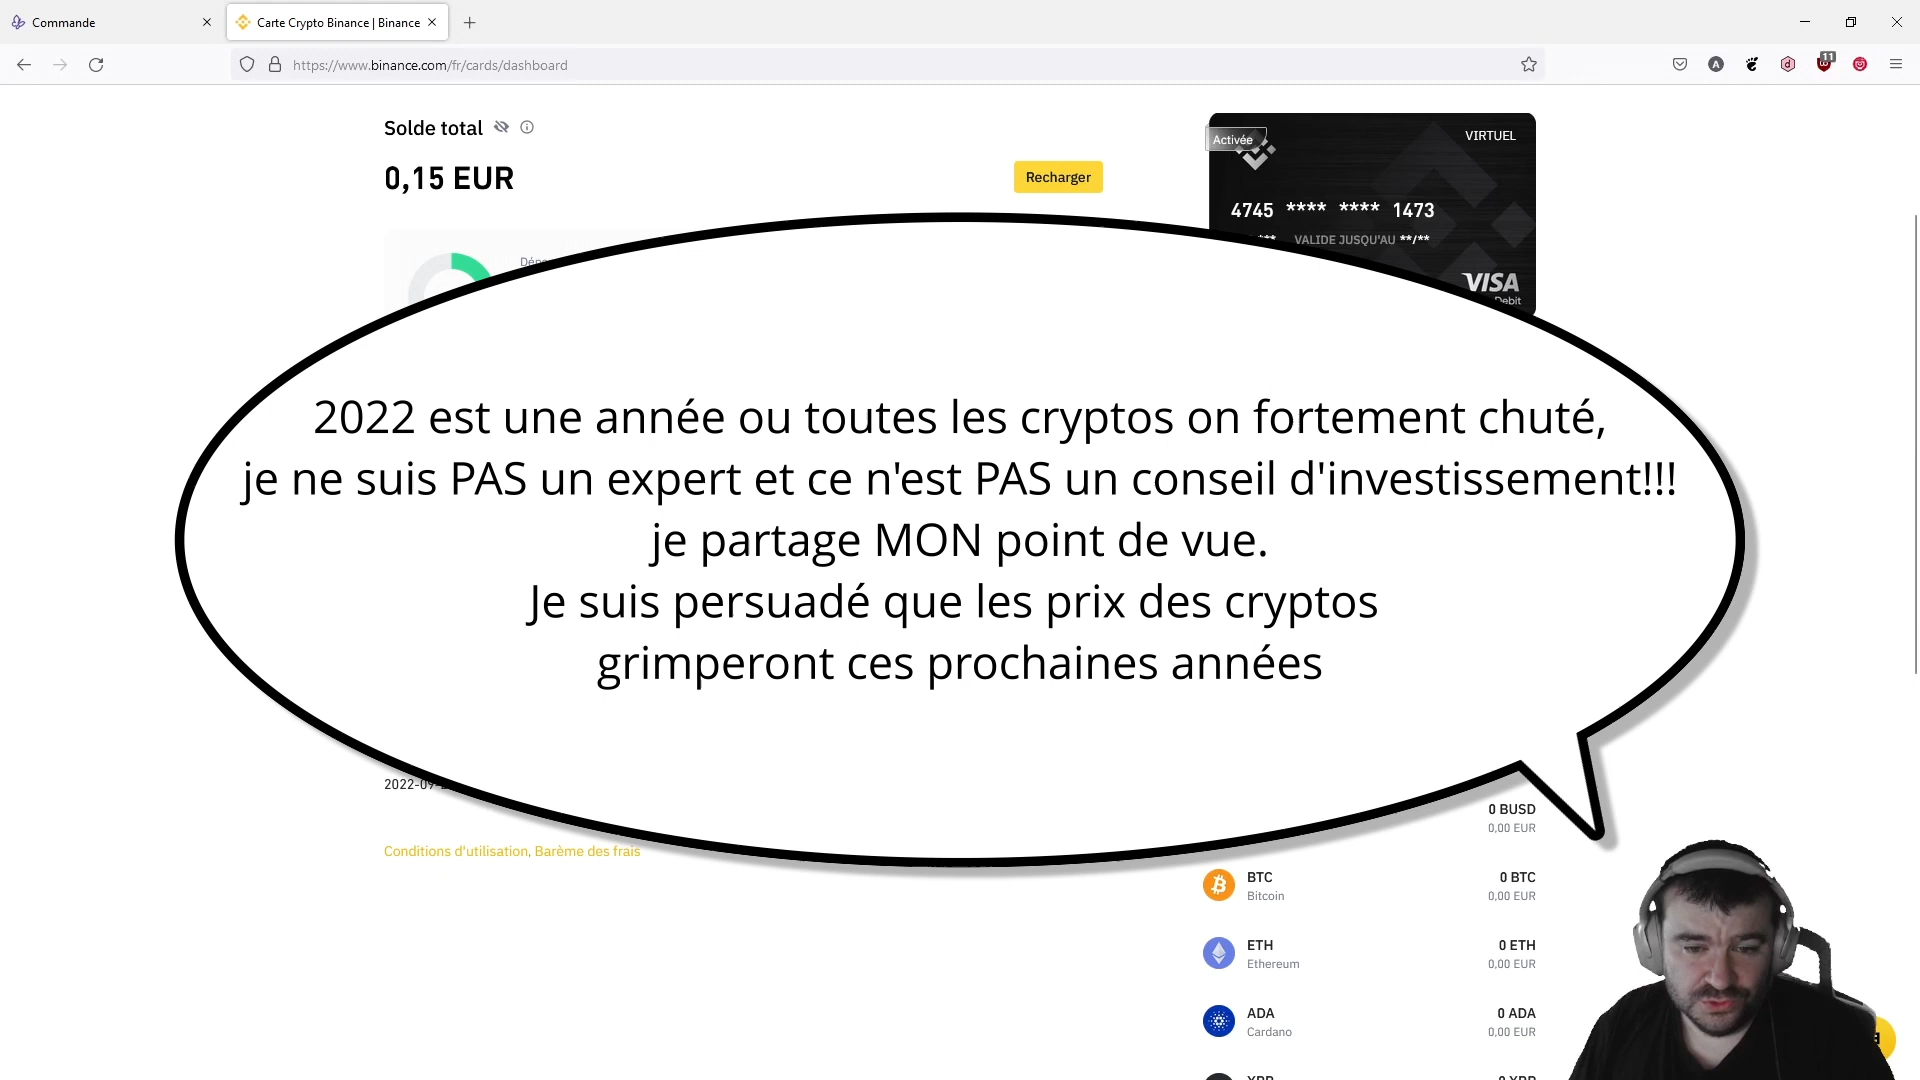 Commande
Carte Crypto Binance | Binance
https://www.binance.com/fr/cards/dashboard
11
Solde total
0,15 EUR
Recharger
Activée
VIRTUEL
4745 **** **** 1473
VALIDE JUSQU'AU **/**
VISA
Debit
2022 est une année ou toutes les cryptos on fortement chuté,
je ne suis PAS un expert et ce n'est PAS un conseil d'investissement!!!
je partage MON point de vue.
Je suis persuadé que les prix des cryptos
grimperont ces prochaines années
0 BUSD
0,00 EUR
Conditions d'utilisation, Barème des frais
BTC
0 BTC
Bitcoin
0,00 EUR
ETH
0 ETH
Ethereum
0,00 EUR
ADA
0 ADA
Cardano
0,00 EUR